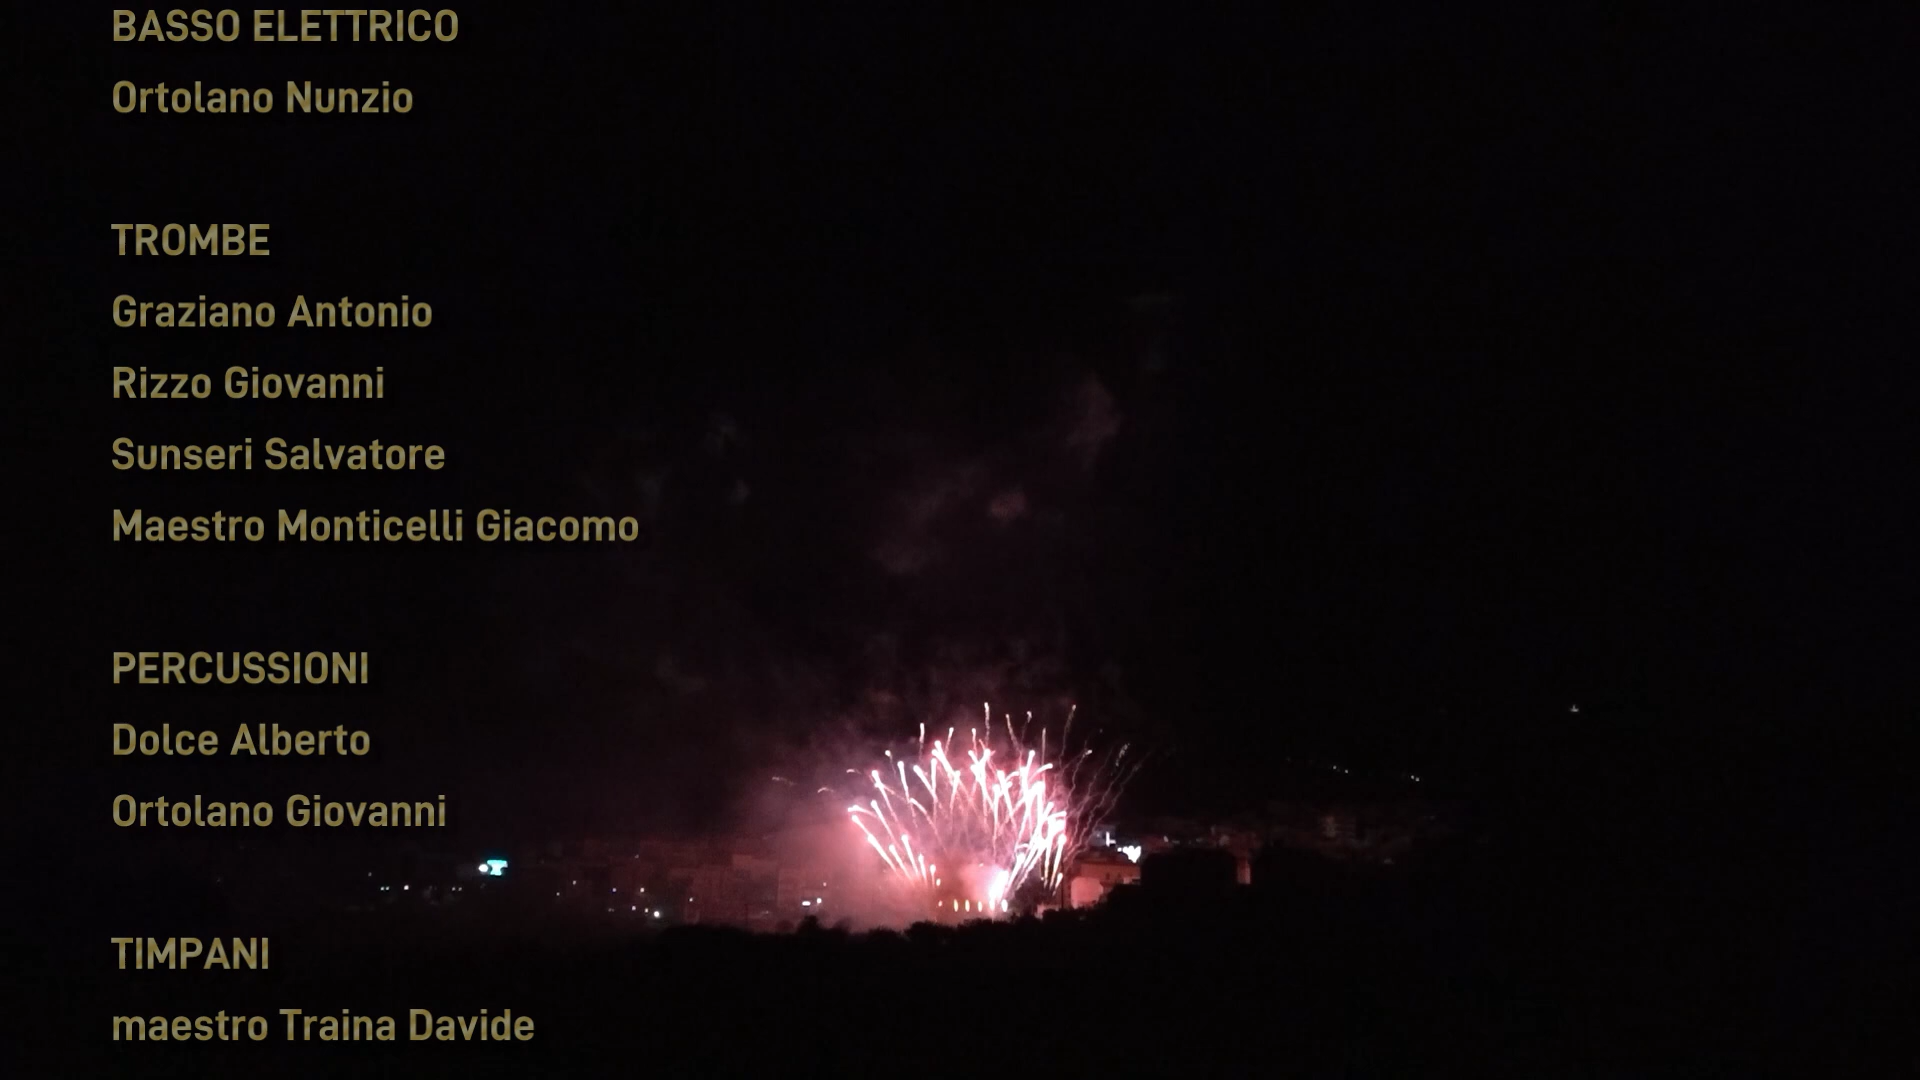 BASSO ELETTRICO
Ortolano Nunzio
TROMBE
Graziano Antonio
Rizzo Giovanni
Sunseri Salvatore
Maestro Monticelli Giacomo
PERCUSSIONI
Dolce Alberto
Ortolano Giovanni
TIMPANI
maestro Traina Davide